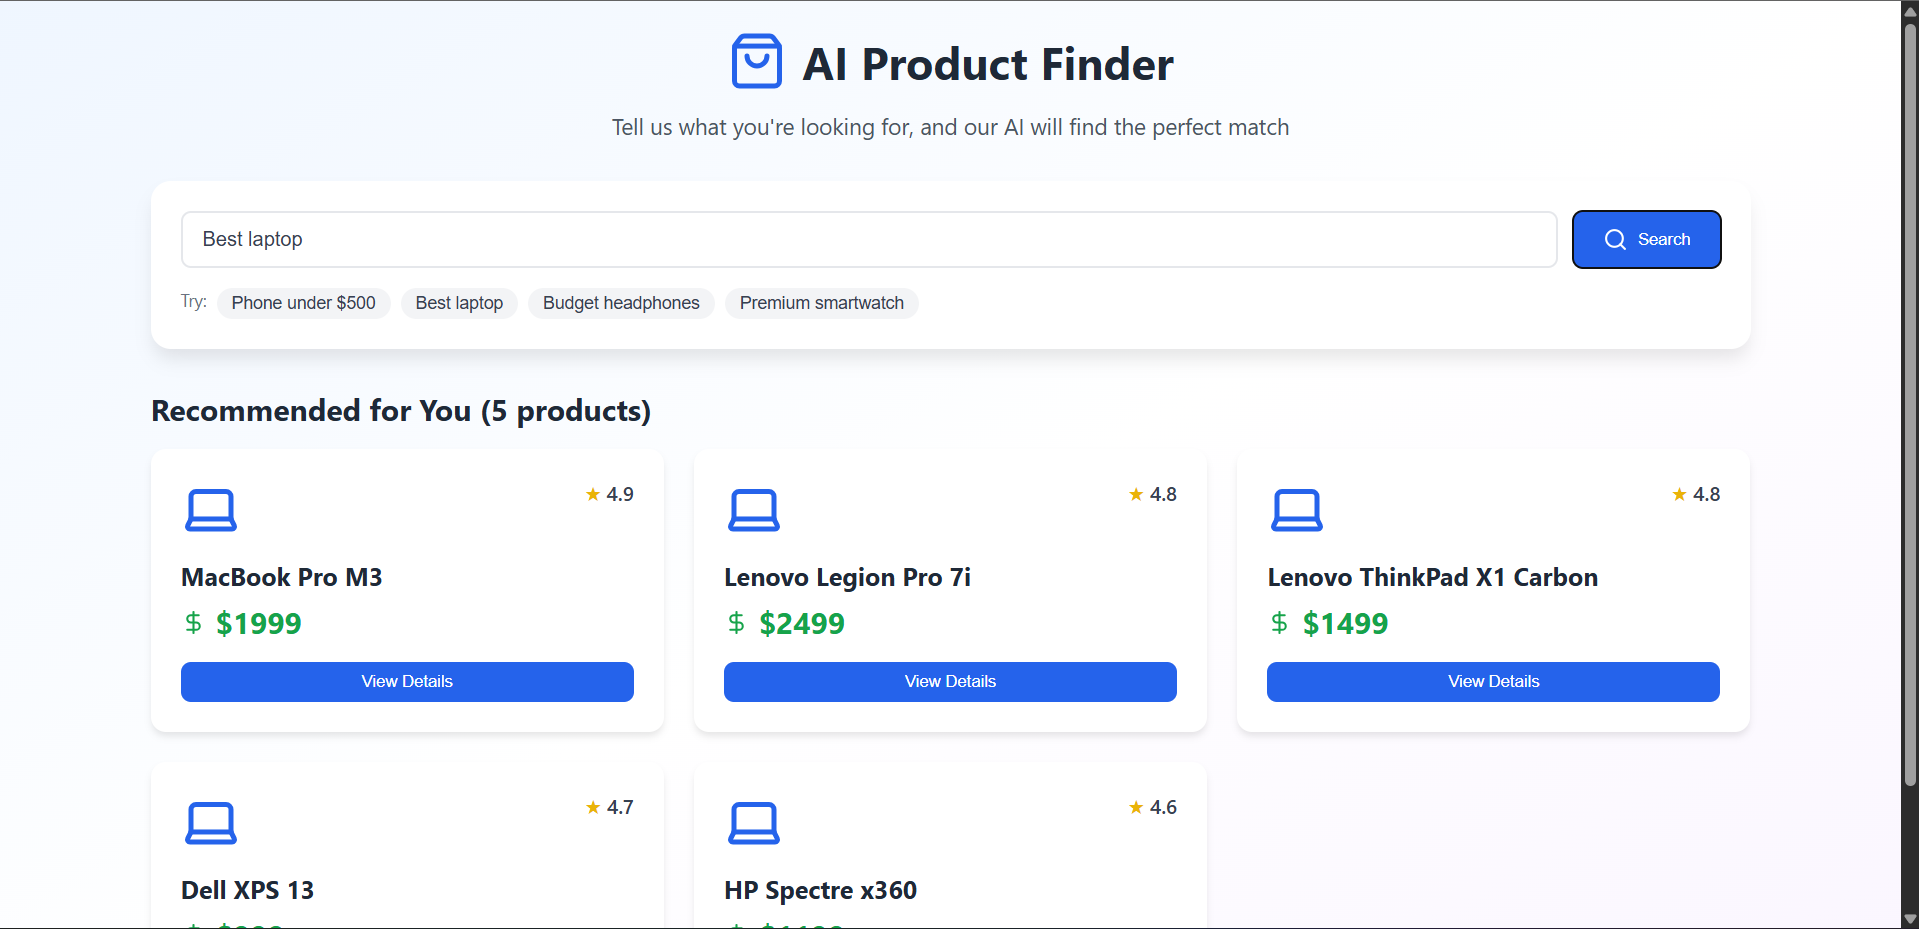 AI Product Finder
Tell us what you're looking for, and our AI will find the perfect match
Best laptop
Search
Try: Phone under $500 Best laptop Budget headphones Premium smartwatch
Recommended for You (5 products)
★ 4.9
MacBook Pro M3
$ $1999
View Details
★ 4.8
Lenovo Legion Pro 7i
$ $2499
View Details
★ 4.8
Lenovo ThinkPad X1 Carbon
$ $1499
View Details
★ 4.7
Dell XPS 13
★ 4.6
HP Spectre x360